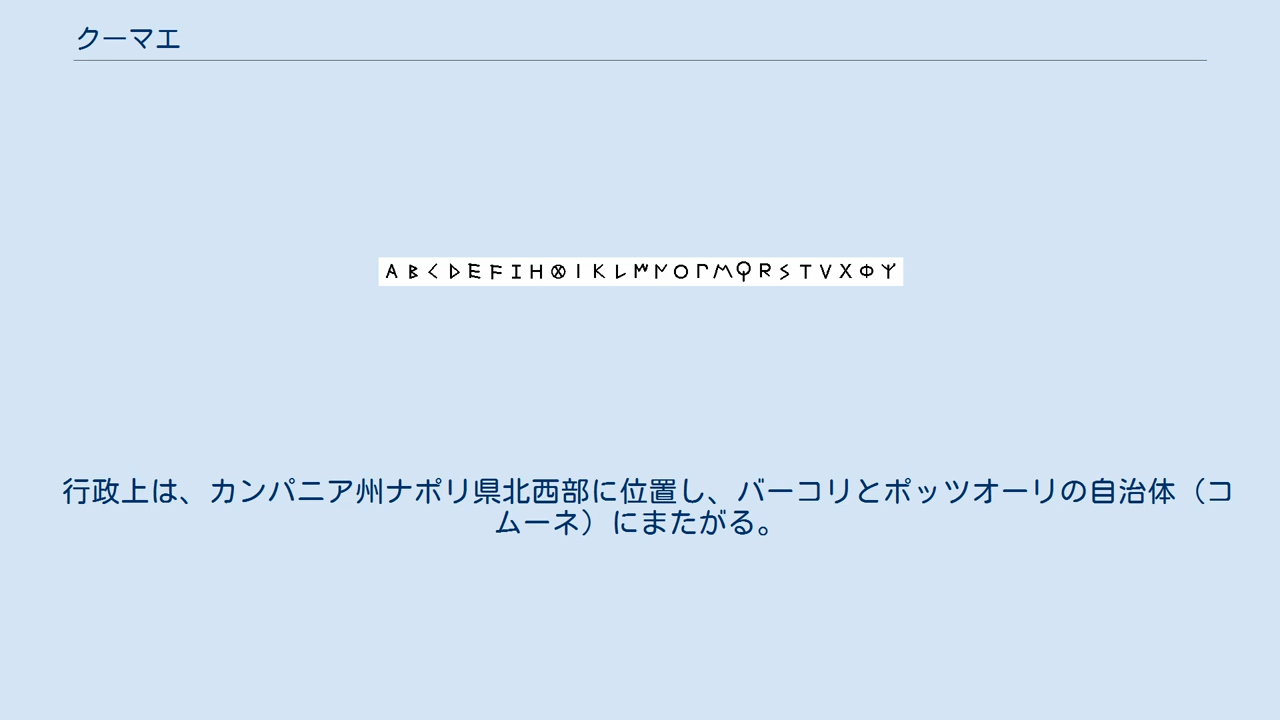 クーマエ
A B < D E F I H ⊗ I K L M N O Γ M Q R S T V X Φ Ψ
行政上は、カンパニア州ナポリ県北西部に位置し、バーコリとポッツオーリの自治体（コ
ムーネ）にまたがる。